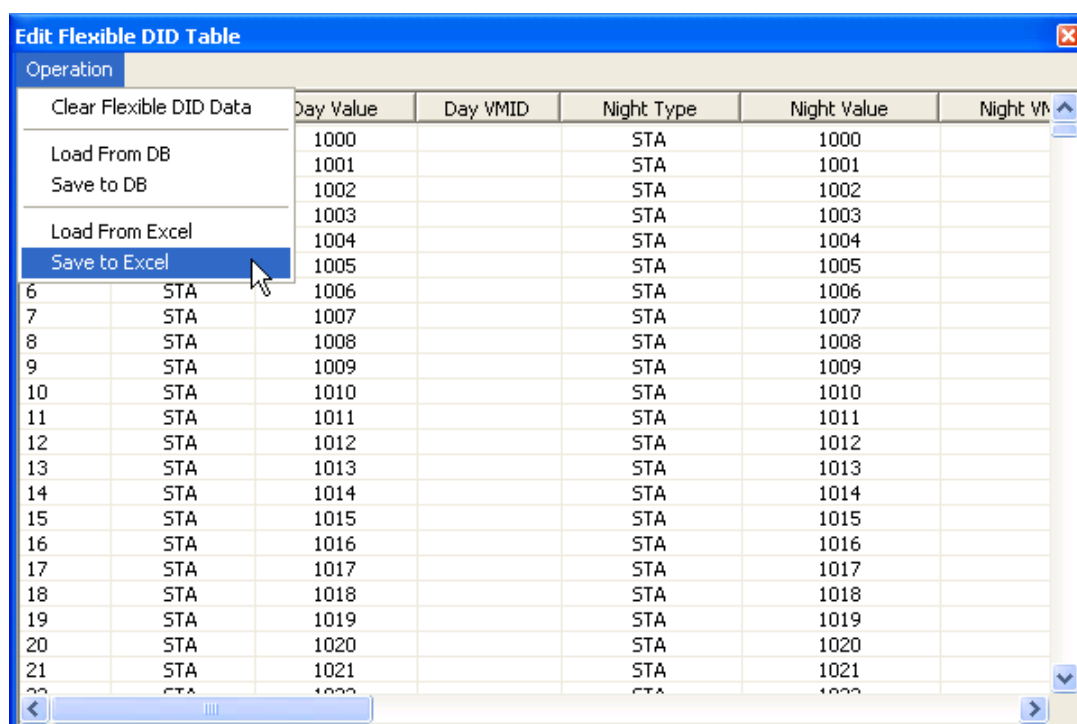 Edit Flexible DID Table
Operation
Clear Flexible DID Data
Load From DB
Save to DB
Load From Excel
Save to Excel
Day Value Day VMID Night Type Night Value
1000 STA 1000
1001 STA 1001
1002 STA 1002
1003 STA 1003
1004 STA 1004
1005 STA 1005
6 STA 1006 STA 1006
7 STA 1007 STA 1007
8 STA 1008 STA 1008
9 STA 1009 STA 1009
10 STA 1010 STA 1010
11 STA 1011 STA 1011
12 STA 1012 STA 1012
13 STA 1013 STA 1013
14 STA 1014 STA 1014
15 STA 1015 STA 1015
16 STA 1016 STA 1016
17 STA 1017 STA 1017
18 STA 1018 STA 1018
19 STA 1019 STA 1019
20 STA 1020 STA 1020
21 STA 1021 STA 1021